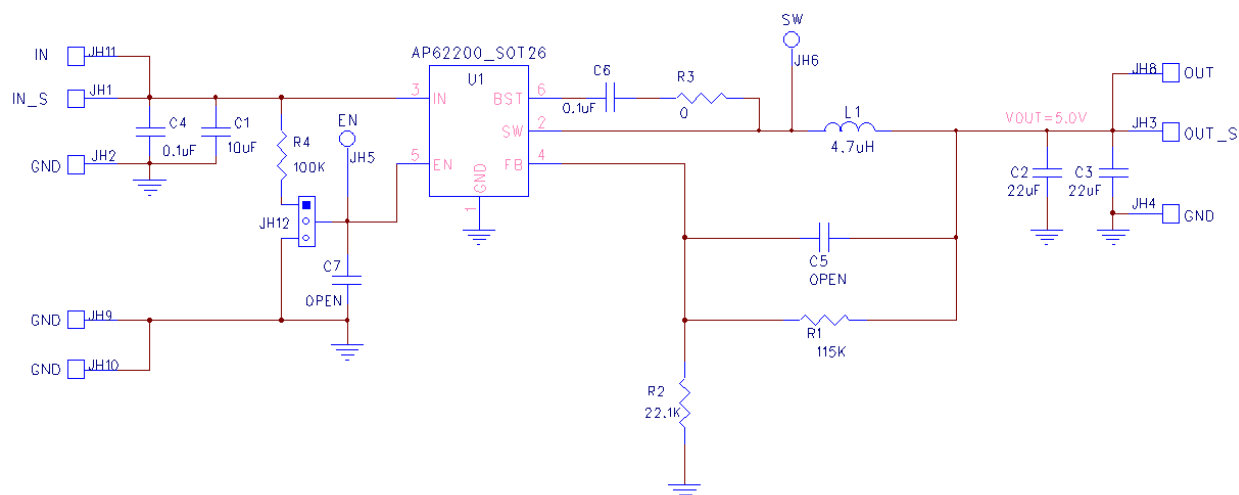 SW
JH6
AP62200_SOT26
U1
IN
JH11
IN_S
JH1
GND
JH2
C4
0.1uF
C1
10uF
R4
100K
EN
JH5
JH12
C7
OPEN
GND
JH9
GND
JH10
3
IN
5
EN
GND
1
BST
6
SW
2
FB
4
C6
0.1uF
R3
0
L1
4.7uH
C5
OPEN
R1
115K
R2
22.1K
VOUT=5.0V
C2
22uF
C3
22uF
JH8
OUT
JH3
OUT_S
JH4
GND